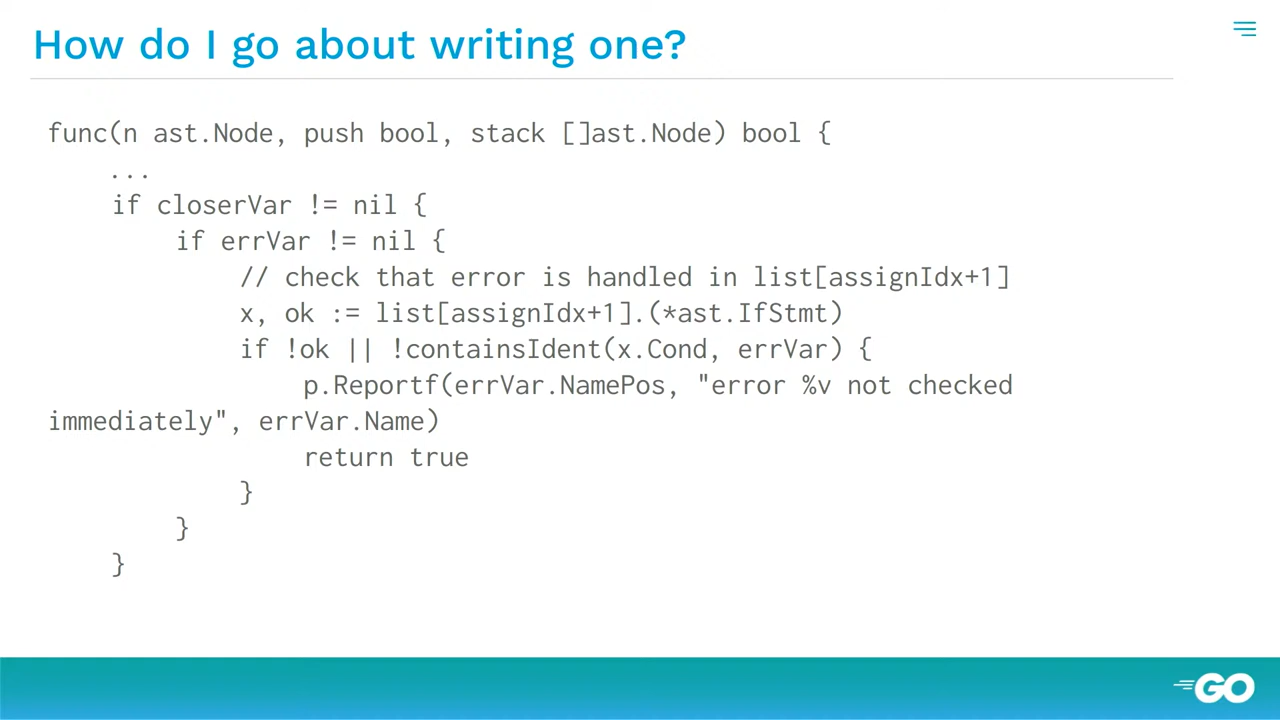 How do I go about writing one?
func(n ast.Node, push bool, stack []ast.Node) bool {
...
if closerVar != nil {
if errVar != nil {
// check that error is handled in list[assignIdx+1]
x, ok := list[assignIdx+1].(*ast.IfStmt)
if !ok || !containsIdent(x.Cond, errVar) {
p.Reportf(errVar.NamePos, "error %v not checked
immediately", errVar.Name)
return true
}
}
}
GO